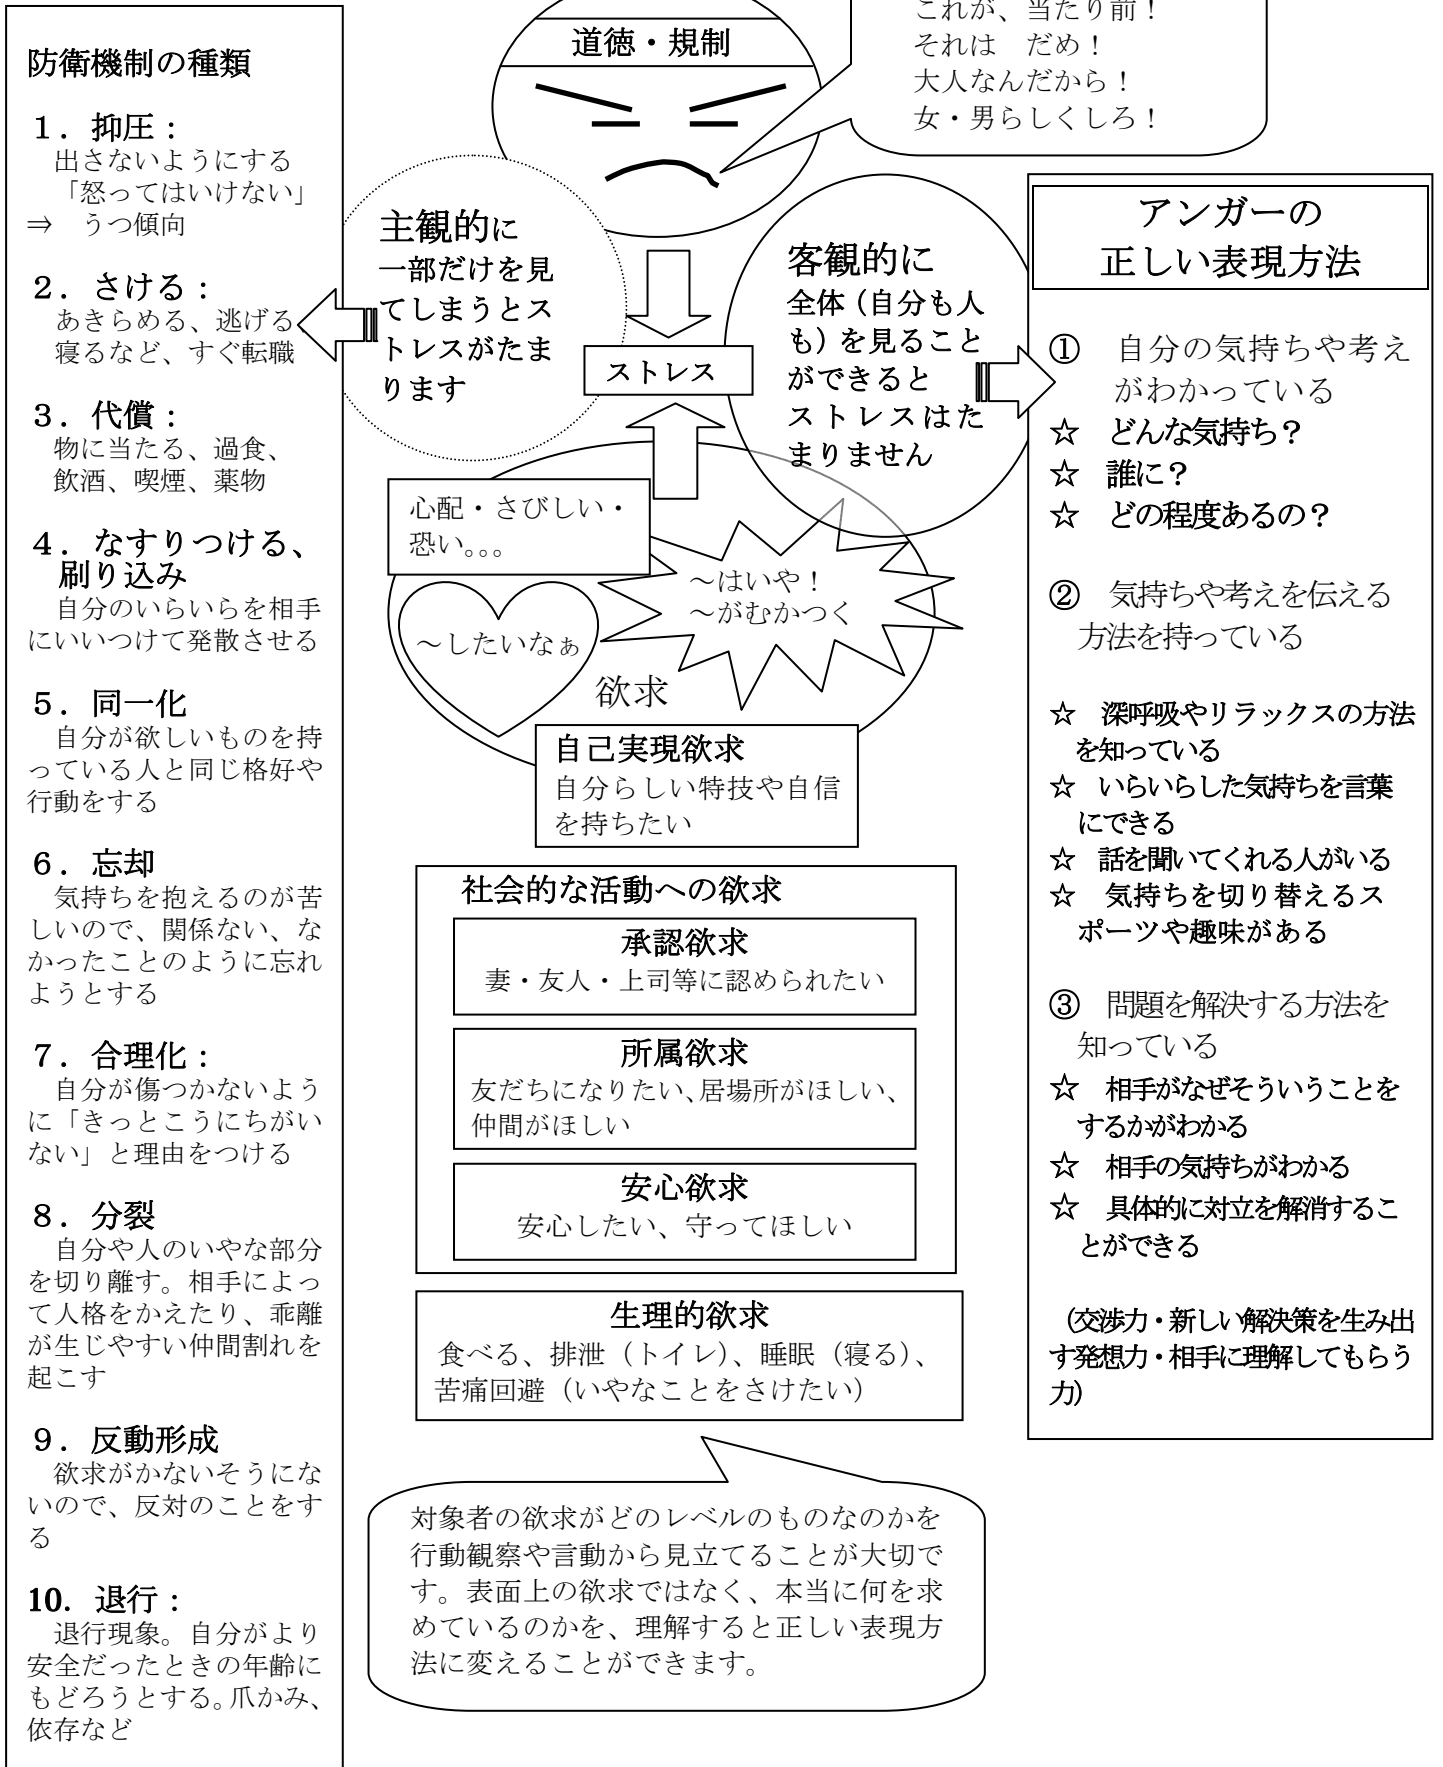 防衛機制の種類
１．抑圧：
出さないようにする
「怒ってはいけない」
⇒　うつ傾向
２．さける：
あきらめる、逃げる、
寝るなど、すぐ転職
３．代償：
物に当たる、過食、
飲酒、喫煙、薬物
４．なすりつける、
刷り込み
自分のいらいらを相手
にいいつけて発散させる
５．同一化
自分が欲しいものを持
っている人と同じ格好や
行動をする
６．忘却
気持ちを抱えるのが苦
しいので、関係ない、な
かったことのように忘れ
ようとする
７．合理化：
自分が傷つかないよう
に「きっとこうにちがい
ない」と理由をつける
８．分裂
自分や人のいやな部分
を切り離す。相手によっ
て人格をかえたり、乖離
が生じやすい仲間割れを
起こす
９．反動形成
欲求がかないそうにな
いので、反対のことをす
る
10．退行：
退行現象。自分がより
安全だったときの年齢に
もどろうとする。爪かみ、
依存など
道徳・規制
これが、当たり前！
それは　だめ！
大人なんだから！
女・男らしくしろ！
主観的に
一部だけを見
てしまうとス
トレスがたま
ります
ストレス
客観的に
全体（自分も人
も）を見ること
ができると
ストレスはた
まりません
心配・さびしい・
恐い。。。
～はいや！
～がむかつく
～したいなぁ
欲求
自己実現欲求
自分らしい特技や自信
を持ちたい
社会的な活動への欲求
承認欲求
妻・友人・上司等に認められたい
所属欲求
友だちになりたい、居場所がほしい、
仲間がほしい
安心欲求
安心したい、守ってほしい
生理的欲求
食べる、排泄（トイレ）、睡眠（寝る）、
苦痛回避（いやなことをさけたい）
対象者の欲求がどのレベルのものなのかを
行動観察や言動から見立てることが大切で
す。表面上の欲求ではなく、本当に何を求
めているのかを、理解すると正しい表現方
法に変えることができます。
アンガーの
正しい表現方法
①　自分の気持ちや考え
がわかっている
☆　どんな気持ち？
☆　誰に？
☆　どの程度あるの？
②　気持ちや考えを伝える
方法を持っている
☆　深呼吸やリラックスの方法
を知っている
☆　いらいらした気持ちを言葉
にできる
☆　話を聞いてくれる人がいる
☆　気持ちを切り替えるス
ポーツや趣味がある
③　問題を解決する方法を
知っている
☆　相手がなぜそういうことを
するかがわかる
☆　相手の気持ちがわかる
☆　具体的に対立を解消するこ
とができる
（交渉力・新しい解決策を生み出
す発想力・相手に理解してもらう
力）